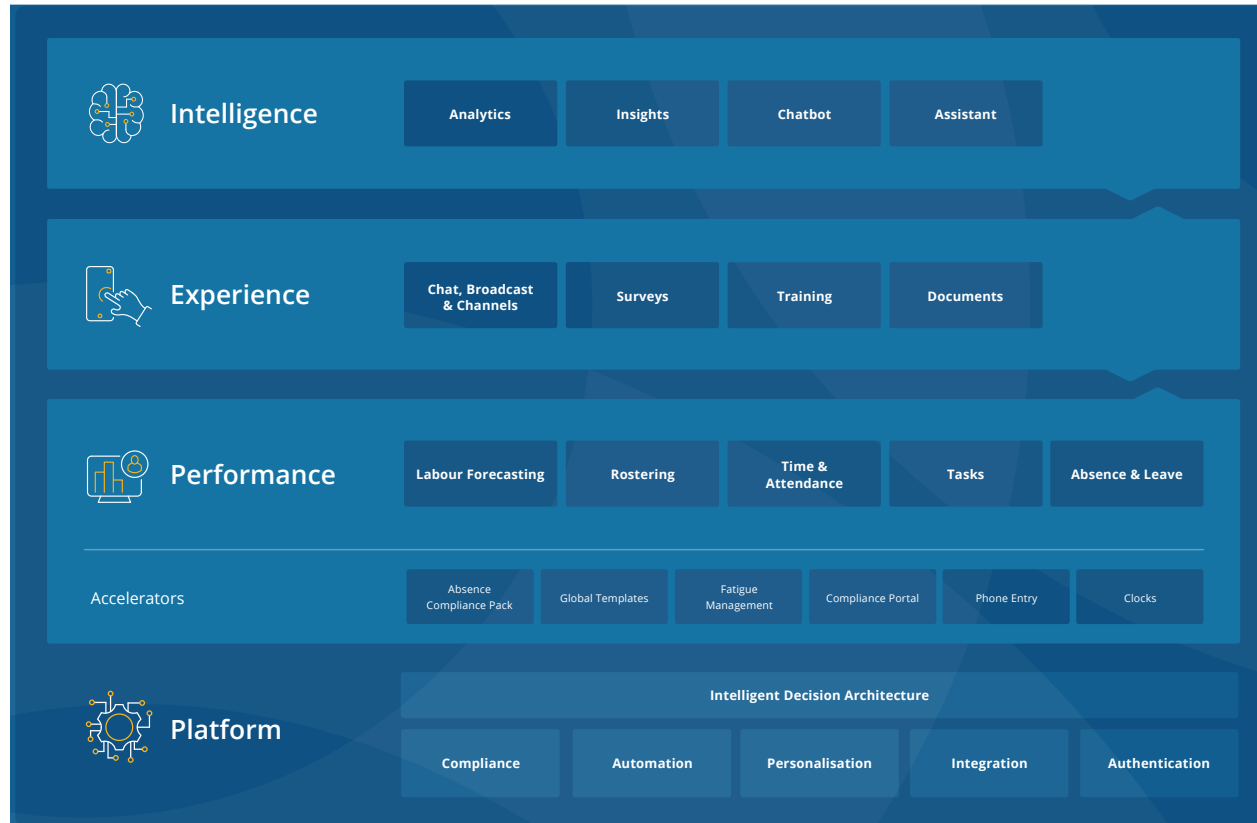 Intelligence
Analytics
Insights
Chatbot
Assistant
Experience
Chat, Broadcast
& Channels
Surveys
Training
Documents
Performance
Labour Forecasting
Rostering
Time &
Attendance
Tasks
Absence & Leave
Accelerators
Absence
Compliance Pack
Global Templates
Fatigue
Management
Compliance Portal
Phone Entry
Clocks
Platform
Intelligent Decision Architecture
Compliance
Automation
Personalisation
Integration
Authentication